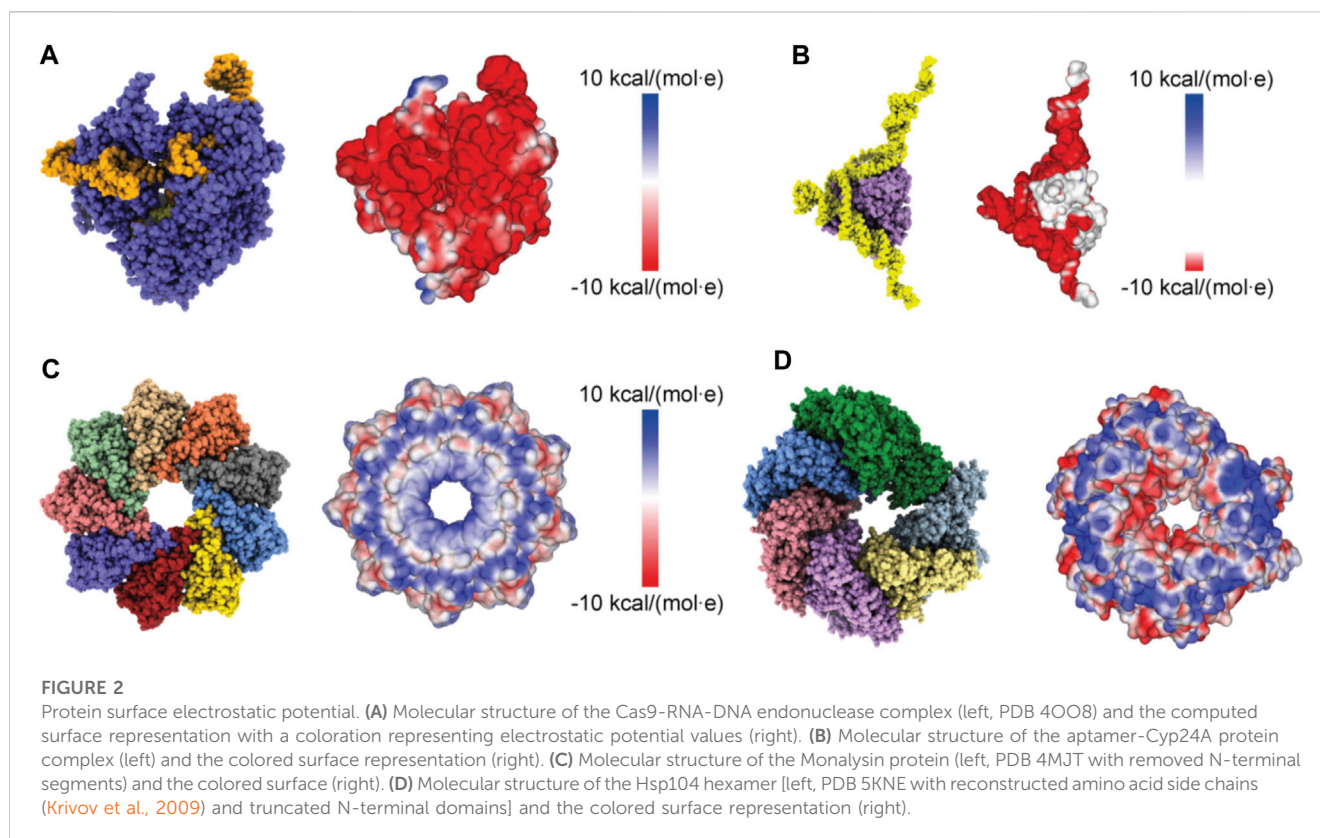 A
10 kcal/(mol·e)
-10 kcal/(mol·e)
B
10 kcal/(mol·e)
-10 kcal/(mol·e)
C
10 kcal/(mol·e)
-10 kcal/(mol·e)
D
FIGURE 2
Protein surface electrostatic potential. (A) Molecular structure of the Cas9-RNA-DNA endonuclease complex (left, PDB 4OO8) and the computed
surface representation with a coloration representing electrostatic potential values (right). (B) Molecular structure of the aptamer-Cyp24A protein
complex (left) and the colored surface representation (right). (C) Molecular structure of the Monalysin protein (left, PDB 4MJT with removed N-terminal
segments) and the colored surface (right). (D) Molecular structure of the Hsp104 hexamer [left, PDB 5KNE with reconstructed amino acid side chains
(Krivov et al., 2009) and truncated N-terminal domains] and the colored surface representation (right).